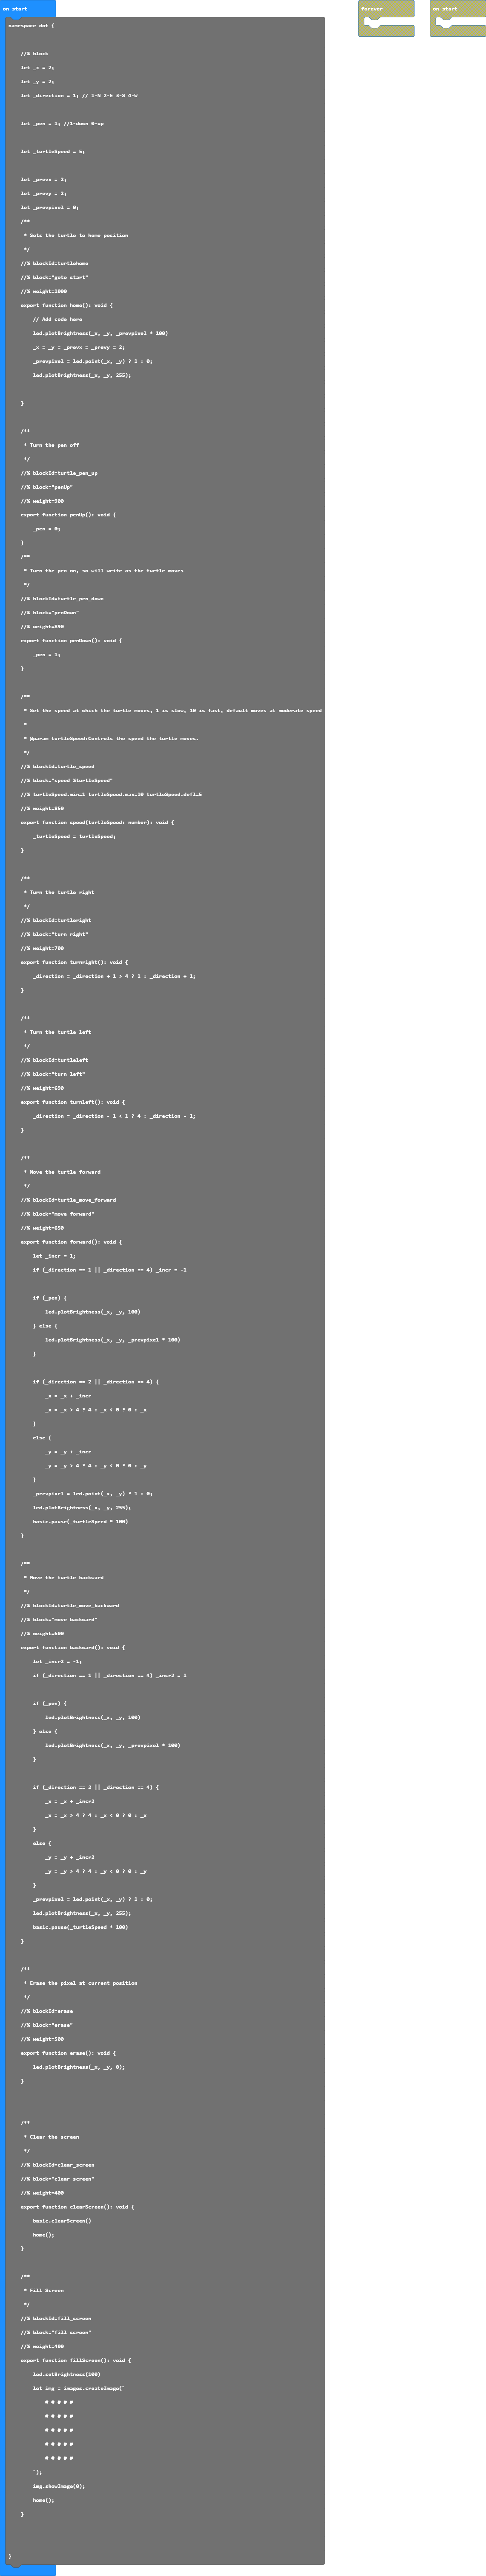 on start
namespace dot {
    //% block
    let _x = 2;
    let _y = 2;
    let _direction = 1; // 1-N 2-E 3-S 4-W
    let _pen = 1; //1-down 0-up
    let _turtleSpeed = 5;
    let _prevx = 2;
    let _prevy = 2;
    let _prevpixel = 0;
    /**
     * Sets the turtle to home position
     */
    //% blockId=turtlehome
    //% block="goto start"
    //% weight=1000
    export function home(): void {
        // Add code here
        led.plotBrightness(_x, _y, _prevpixel * 100)
        _x = _y = _prevx = _prevy = 2;
        _prevpixel = led.point(_x, _y) ? 1 : 0;
        led.plotBrightness(_x, _y, 255);
    }
    /**
     * Turn the pen off
     */
    //% blockId=turtle_pen_up
    //% block="penUp"
    //% weight=900
    export function penUp(): void {
        _pen = 0;
    }
    /**
     * Turn the pen on, so will write as the turtle moves
     */
    //% blockId=turtle_pen_down
    //% block="penDown"
    //% weight=890
    export function penDown(): void {
        _pen = 1;
    }
    /**
     * Set the speed at which the turtle moves, 1 is slow, 10 is fast, default moves at moderate speed
     *
     * @param turtleSpeed:Controls the speed the turtle moves.
     */
    //% blockId=turtle_speed
    //% block="speed %turtleSpeed"
    //% turtleSpeed.min=1 turtleSpeed.max=10 turtleSpeed.defl=5
    //% weight=850
    export function speed(turtleSpeed: number): void {
        _turtleSpeed = turtleSpeed;
    }
    /**
     * Turn the turtle right
     */
    //% blockId=turtleright
    //% block="turn right"
    //% weight=700
    export function turnright(): void {
        _direction = _direction + 1 > 4 ? 1 : _direction + 1;
    }
    /**
     * Turn the turtle left
     */
    //% blockId=turtleleft
    //% block="turn left"
    //% weight=690
    export function turnleft(): void {
        _direction = _direction - 1 < 1 ? 4 : _direction - 1;
    }
    /**
     * Move the turtle forward
     */
    //% blockId=turtle_move_forward
    //% block="move forward"
    //% weight=650
    export function forward(): void {
        let _incr = 1;
        if (_direction == 1 || _direction == 4) _incr = -1
        if (_pen) {
            led.plotBrightness(_x, _y, 100)
        } else {
            led.plotBrightness(_x, _y, _prevpixel * 100)
        }
        if (_direction == 2 || _direction == 4) {
            _x = _x + _incr
            _x = _x > 4 ? 4 : _x < 0 ? 0 : _x
        }
        else {
            _y = _y + _incr
            _y = _y > 4 ? 4 : _y < 0 ? 0 : _y
        }
        _prevpixel = led.point(_x, _y) ? 1 : 0;
        led.plotBrightness(_x, _y, 255);
        basic.pause(_turtleSpeed * 100)
    }
    /**
     * Move the turtle backward
     */
    //% blockId=turtle_move_backward
    //% block="move backward"
    //% weight=600
    export function backward(): void {
        let _incr2 = -1;
        if (_direction == 1 || _direction == 4) _incr2 = 1
        if (_pen) {
            led.plotBrightness(_x, _y, 100)
        } else {
            led.plotBrightness(_x, _y, _prevpixel * 100)
        }
        if (_direction == 2 || _direction == 4) {
            _x = _x + _incr2
            _x = _x > 4 ? 4 : _x < 0 ? 0 : _x
        }
        else {
            _y = _y + _incr2
            _y = _y > 4 ? 4 : _y < 0 ? 0 : _y
        }
        _prevpixel = led.point(_x, _y) ? 1 : 0;
        led.plotBrightness(_x, _y, 255);
        basic.pause(_turtleSpeed * 100)
    }
    /**
     * Erase the pixel at current position
     */
    //% blockId=erase
    //% block="erase"
    //% weight=500
    export function erase(): void {
        led.plotBrightness(_x, _y, 0);
    }
    /**
     * Clear the screen
     */
    //% blockId=clear_screen
    //% block="clear screen"
    //% weight=400
    export function clearScreen(): void {
        basic.clearScreen()
        home();
    }
    /**
     * Fill Screen
     */
    //% blockId=fill_screen
    //% block="fill screen"
    //% weight=400
    export function fillScreen(): void {
        led.setBrightness(100)
        let img = images.createImage(`
            # # # # #
            # # # # #
            # # # # #
            # # # # #
            # # # # #
        `);
        img.showImage(0);
        home();
    }
}
forever
on start